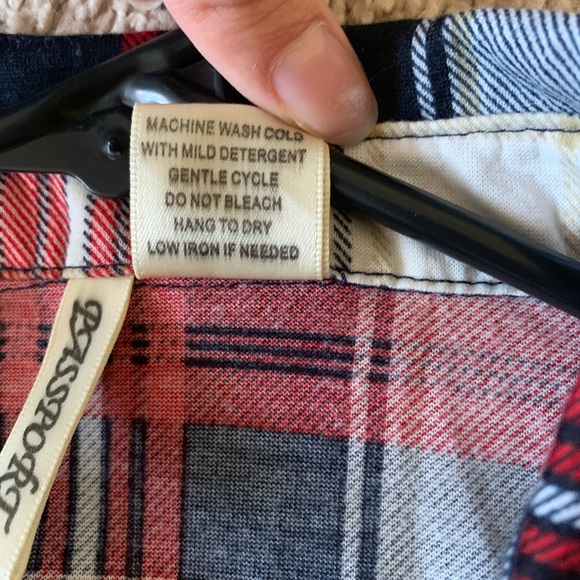 MACHINE WASH COLD
WITH MILD DETERGENT
GENTLE CYCLE
DO NOT BLEACH
HANG TO DRY
LOW IRON IF NEEDED
PASSPORT